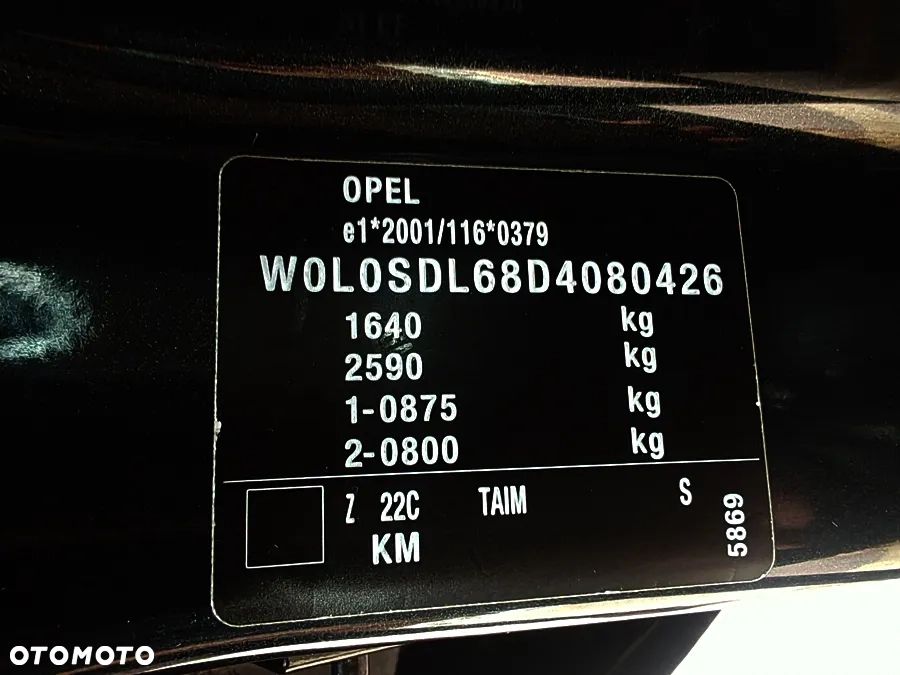 OPEL
e1*2001/116*0379
W0L0SDL68D4080426
1640 kg
2590 kg
1-0875 kg
2-0800 kg
Z 22C TAIM S
KM
5869
OTOMOTO